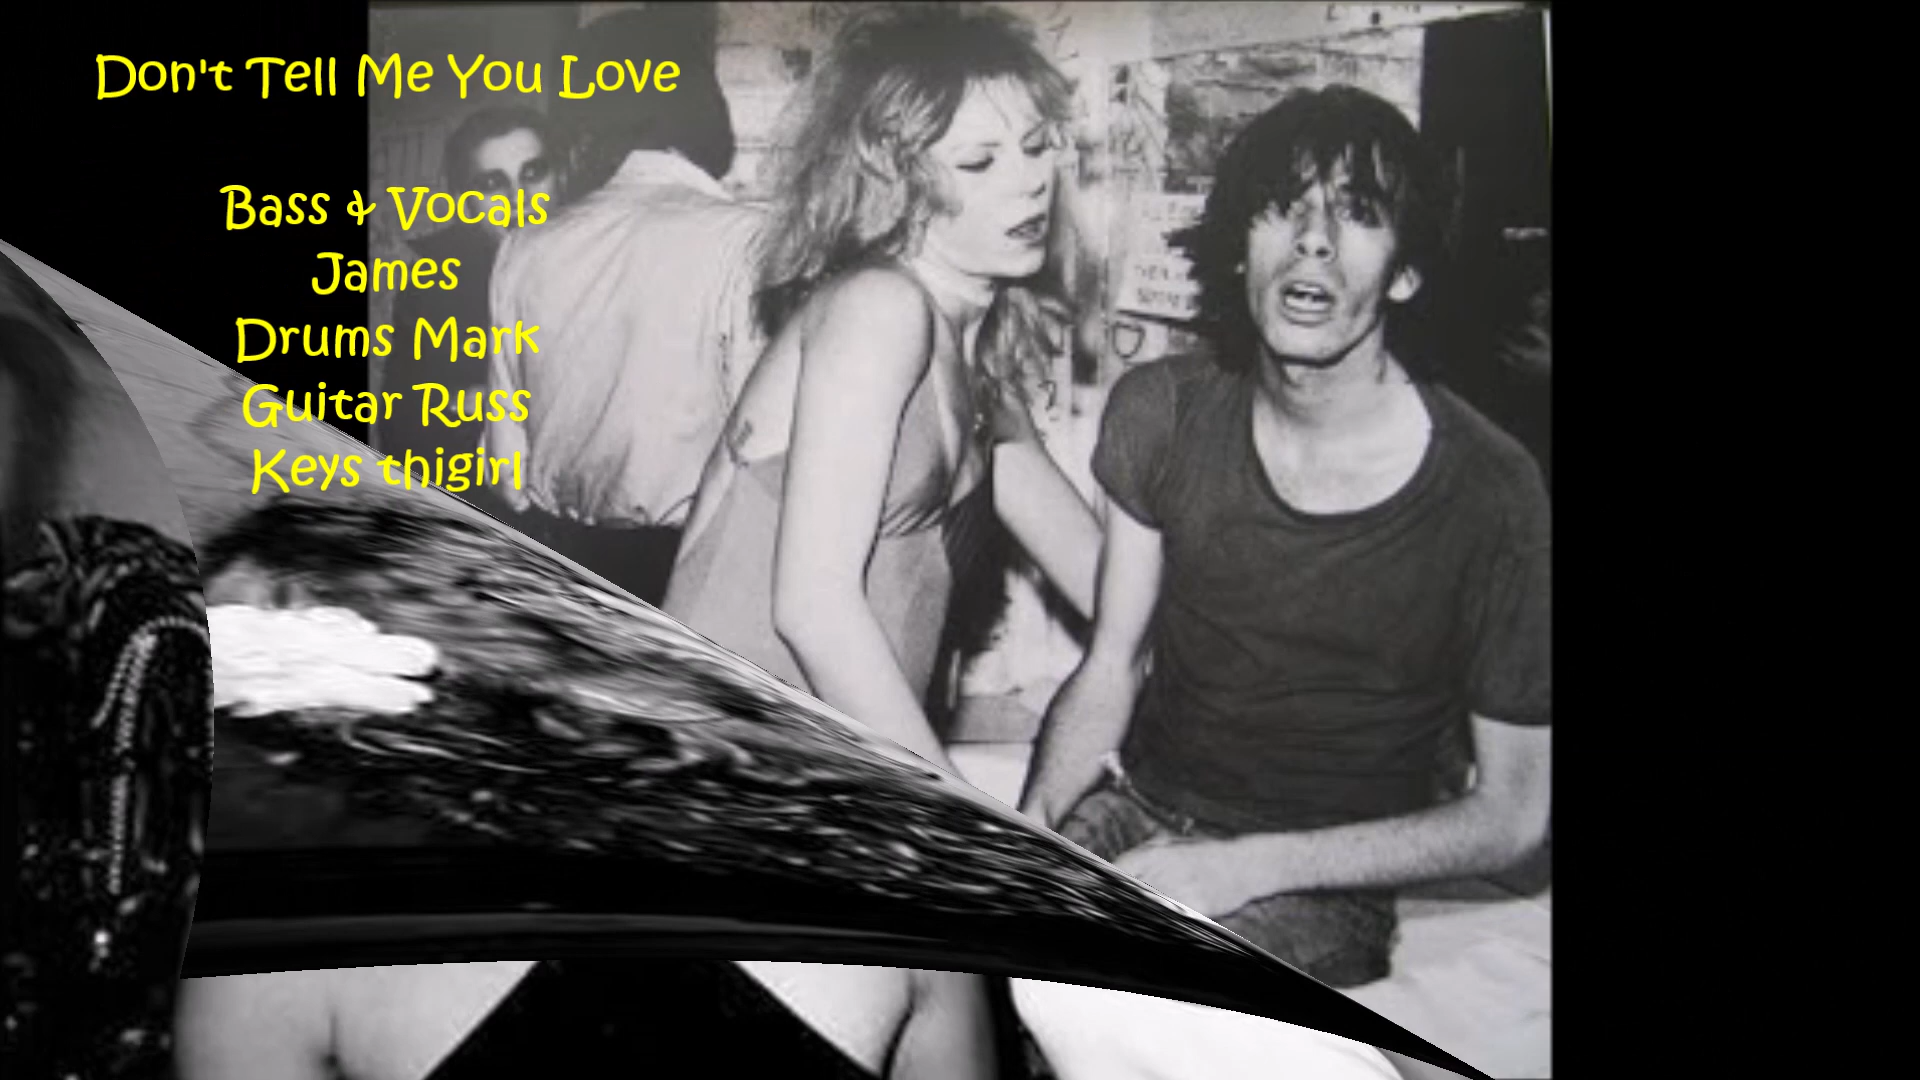 Don't Tell Me You Love
Bass & Vocals
James
Drums Mark
Guitar Russ
Keys thigirl